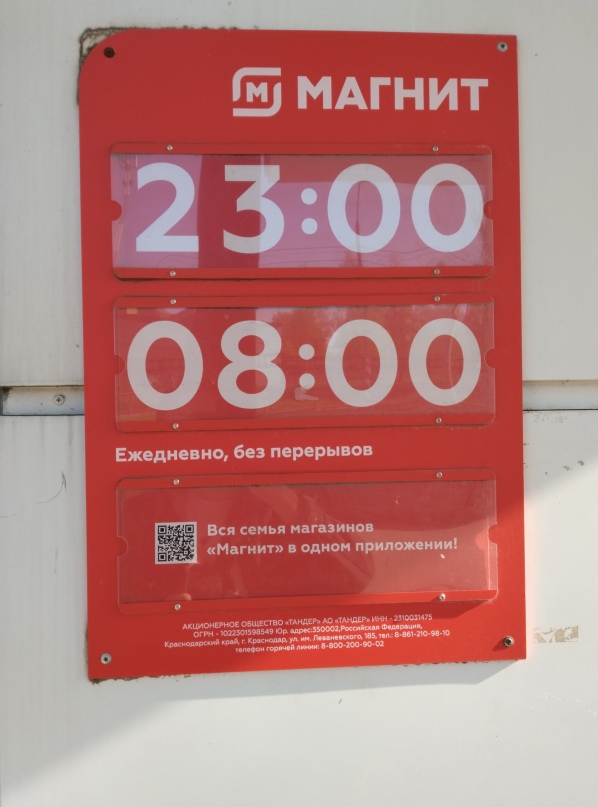 М МАГНИТ
23:00
08:00
Ежедневно, без перерывов
Вся семья магазинов
«Магнит» в одном приложении!
АКЦИОНЕРНОЕ ОБЩЕСТВО «ТАНДЕР» АО «ТАНДЕР» ИНН - 2310031475
ОГРН - 1022301598549 Юр. адрес:350002,Российская Федерация,
Краснодарский край, г. Краснодар, ул. им. Леваневского, 185, тел.: 8-861-210-98-10
телефон горячей линии: 8-800-200-90-02